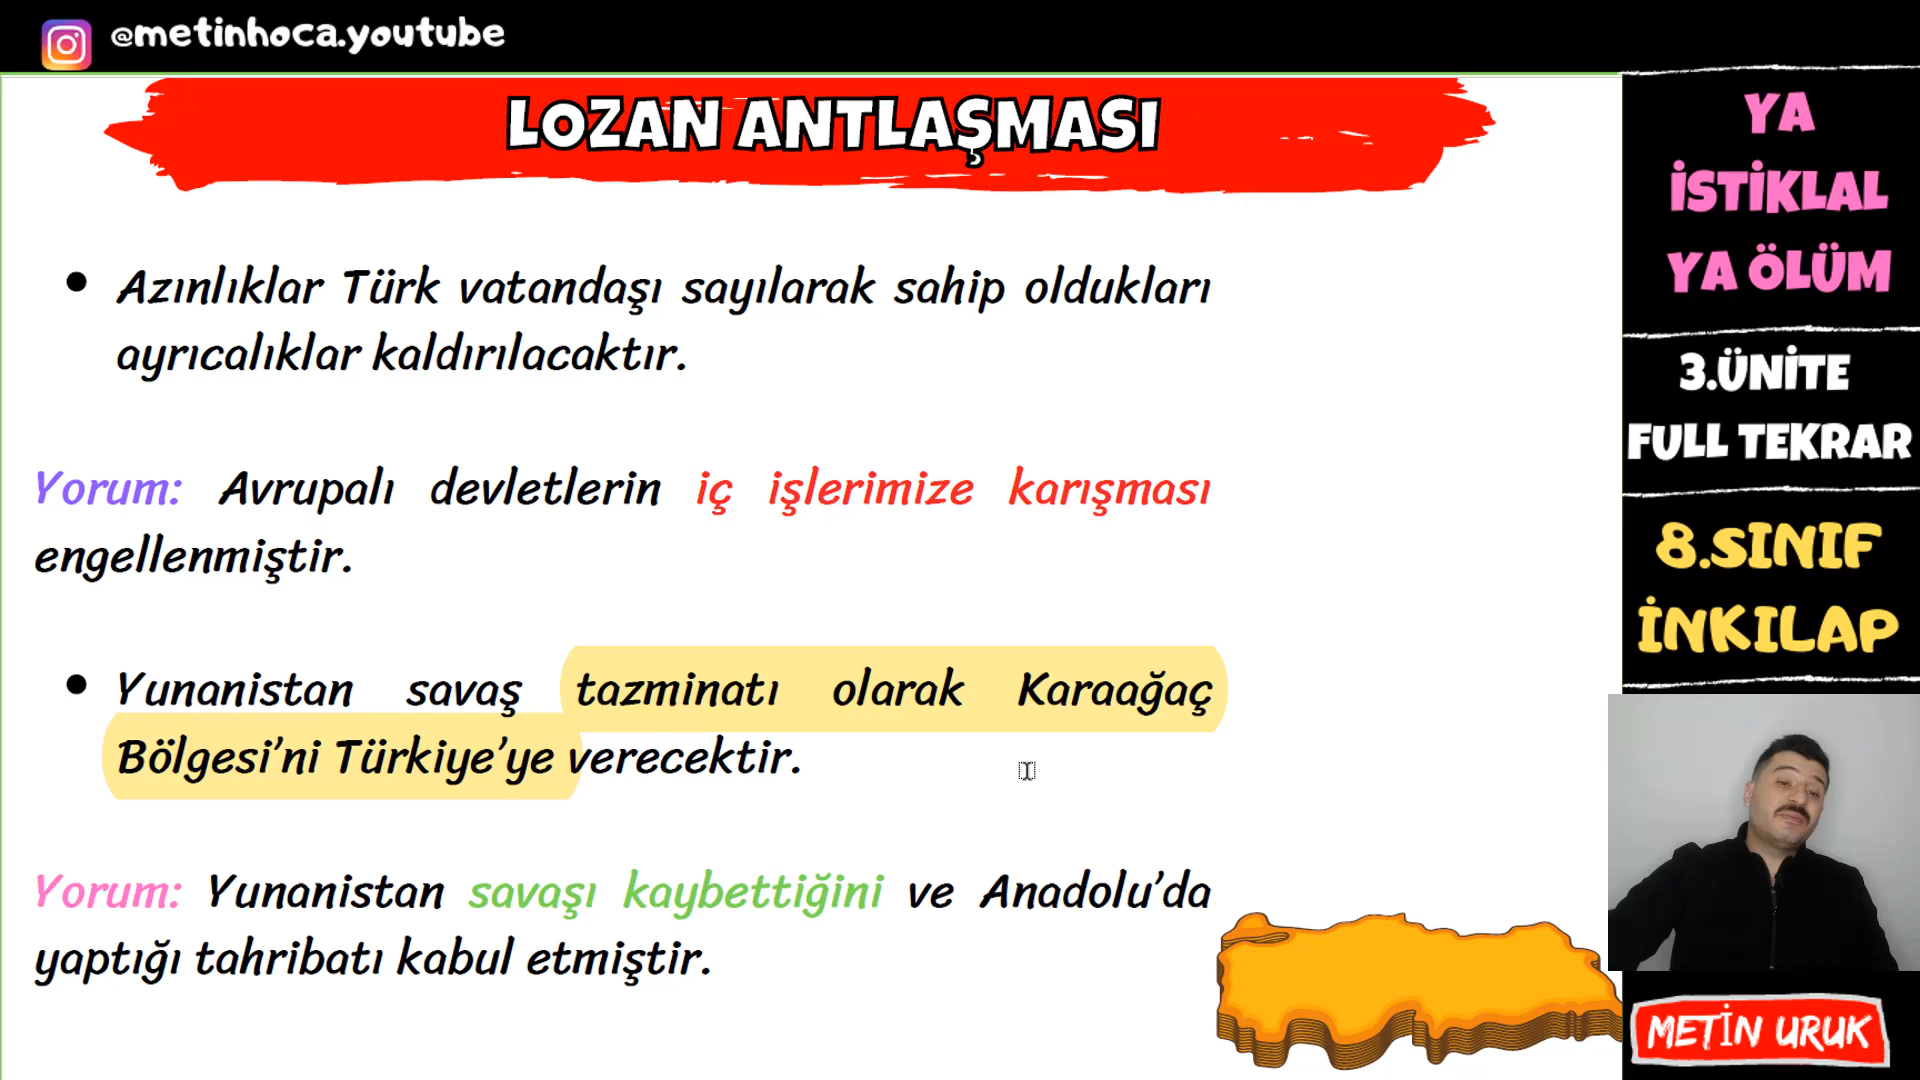 @metinhoca.youtube
LOZAN ANTLAŞMASI
• Azınlıklar Türk vatandaşı sayılarak sahip oldukları
ayrıcalıklar kaldırılacaktır.
Yorum: Avrupalı devletlerin iç işlerimize karışması
engellenmiştir.
• Yunanistan savaş tazminatı olarak Karaağaç
Bölgesi'ni Türkiye'ye verecektir.
Yorum: Yunanistan savaşı kaybettiğini ve Anadolu'da
yaptığı tahribatı kabul etmiştir.
YA
İSTİKLAL
YA ÖLÜM
3.ÜNİTE
FULL TEKRAR
8.SINIF
İNKILAP
METİN URUK